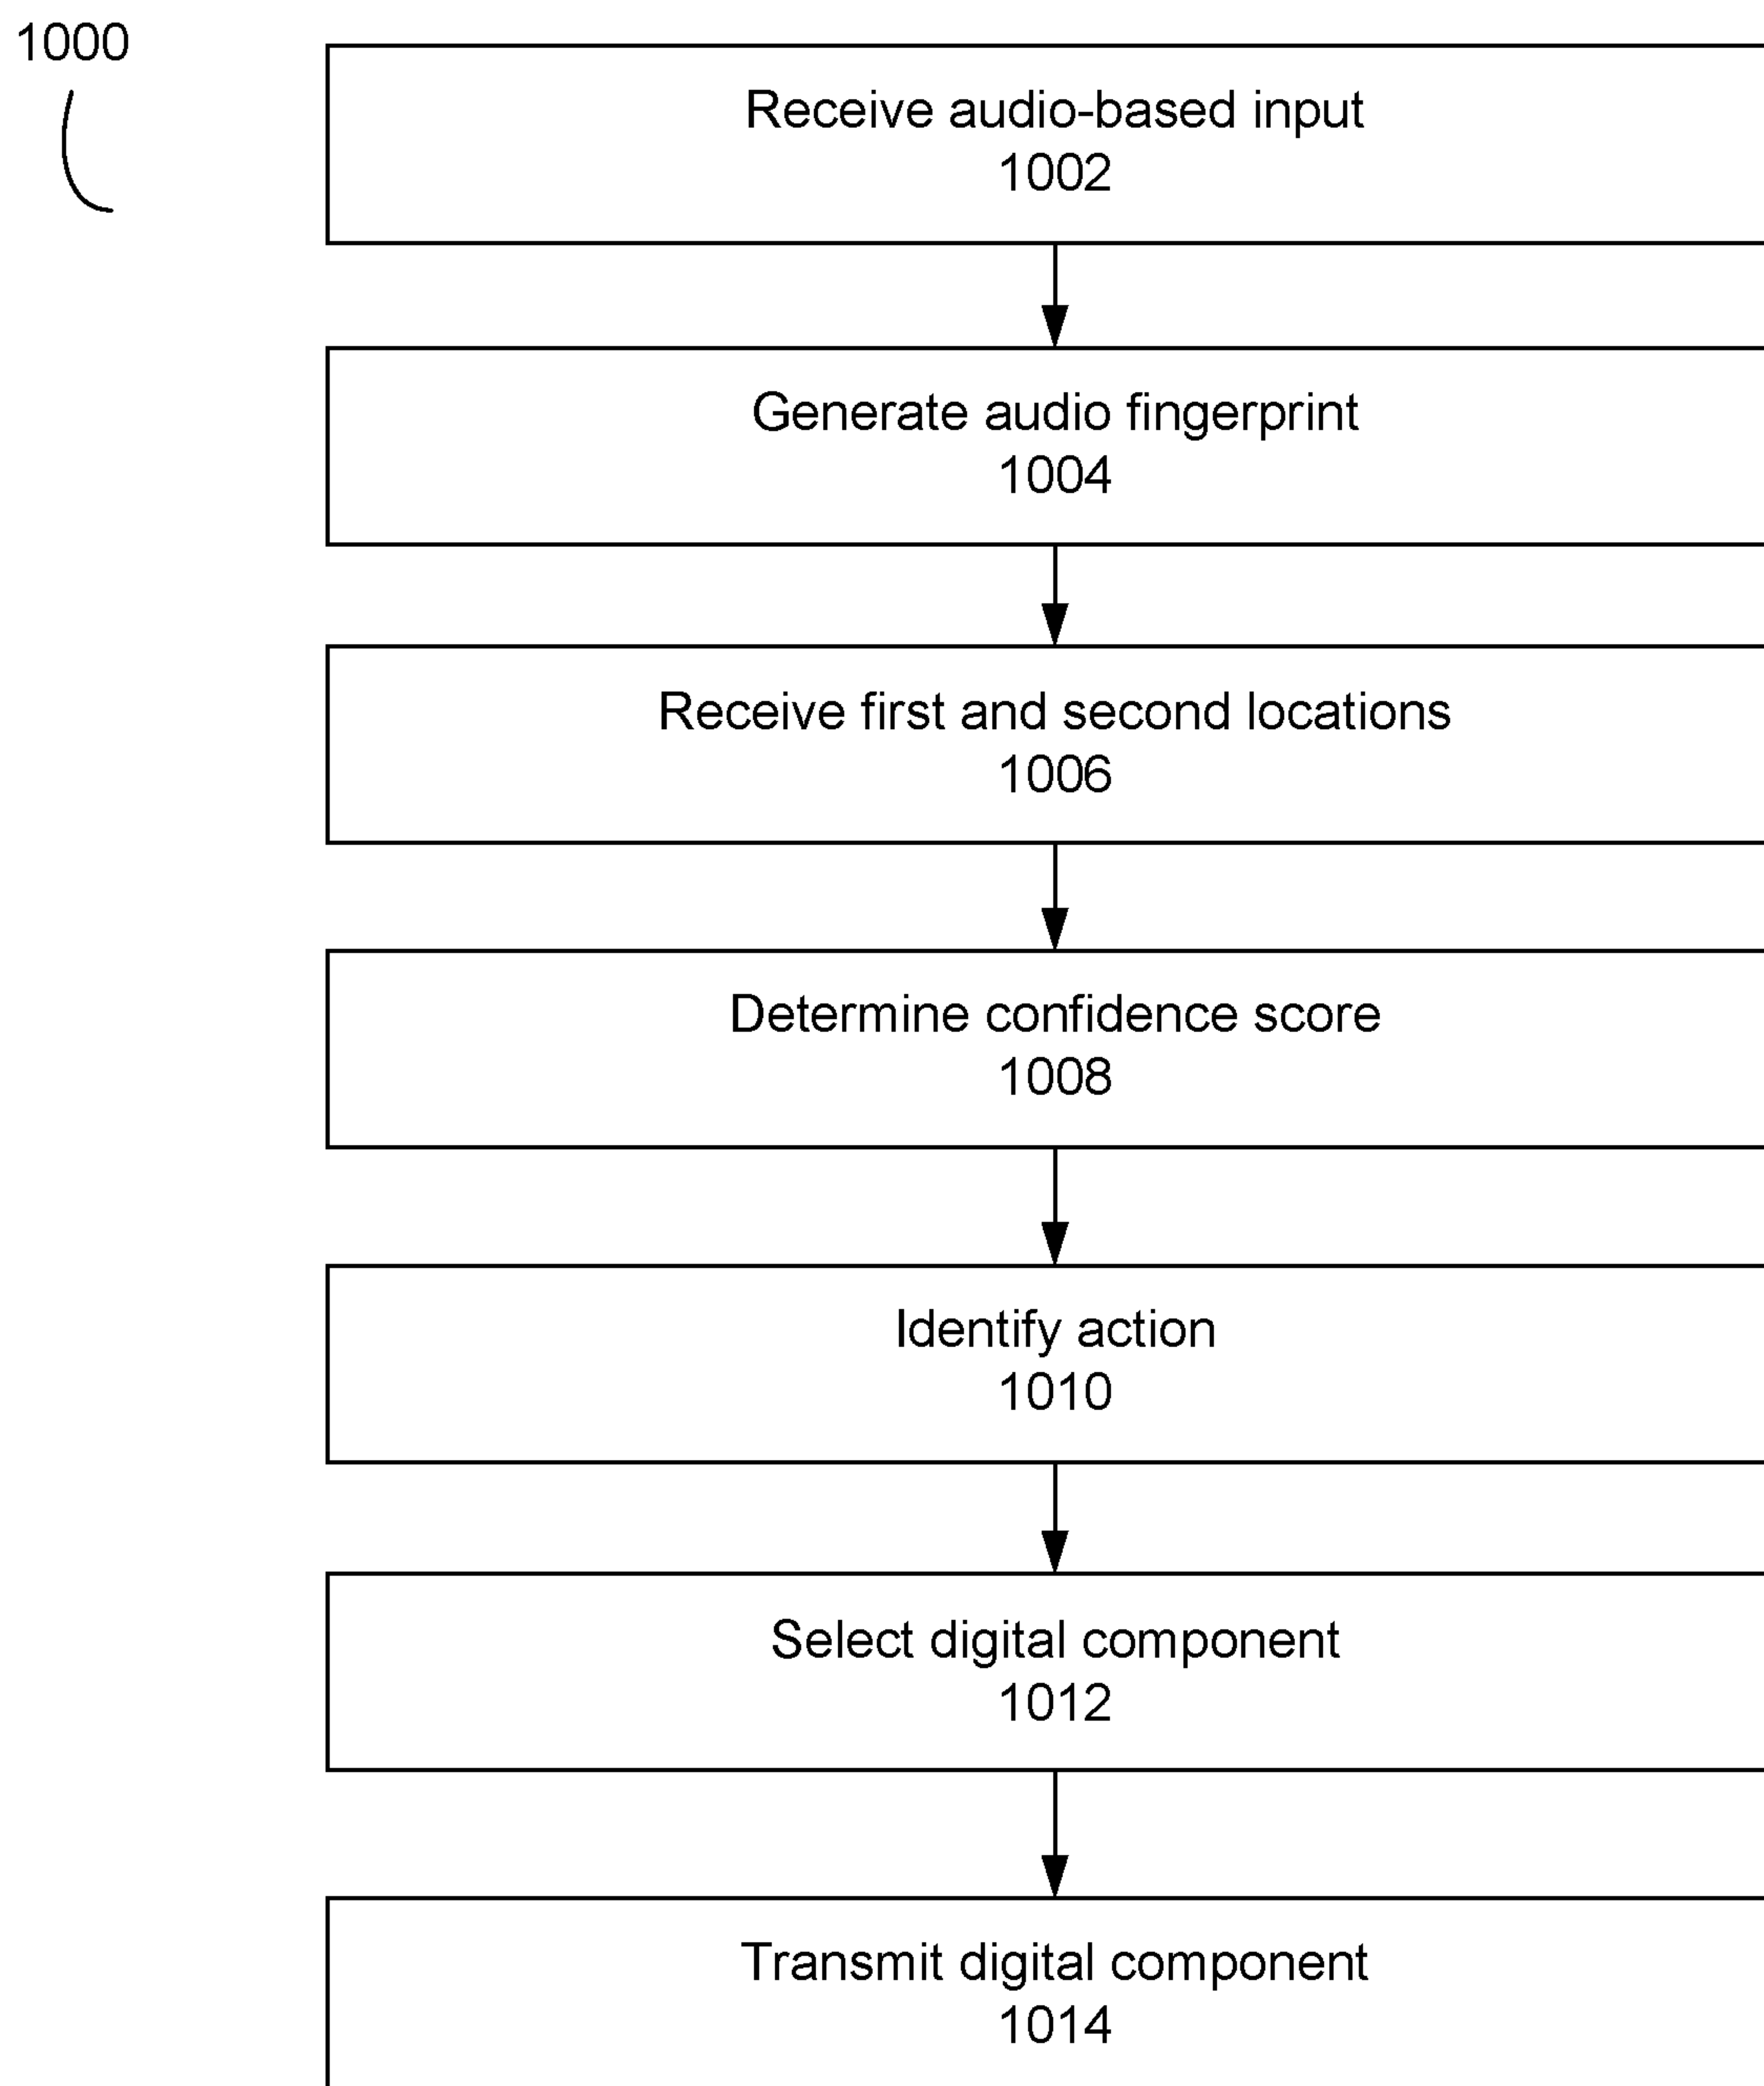 1000
Receive audio-based input
1002
Generate audio fingerprint
1004
Receive first and second locations
1006
Determine confidence score
1008
Identify action
1010
Select digital component
1012
Transmit digital component
1014